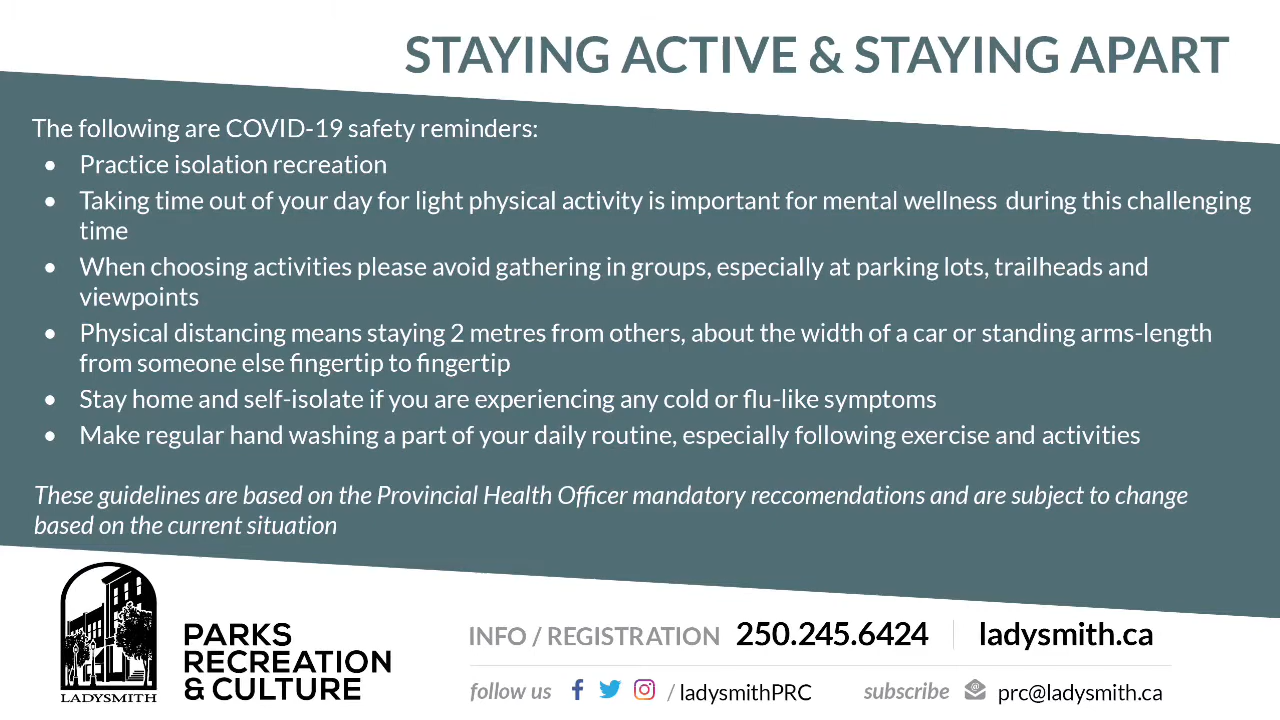 STAYING ACTIVE & STAYING APART
The following are COVID-19 safety reminders:
• Practice isolation recreation
• Taking time out of your day for light physical activity is important for mental wellness during this challenging
time
• When choosing activities please avoid gathering in groups, especially at parking lots, trailheads and
viewpoints
• Physical distancing means staying 2 metres from others, about the width of a car or standing arms-length
from someone else fingertip to fingertip
• Stay home and self-isolate if you are experiencing any cold or flu-like symptoms
• Make regular hand washing a part of your daily routine, especially following exercise and activities
These guidelines are based on the Provincial Health Officer mandatory reccomendations and are subject to change
based on the current situation
LADYSMITH
PARKS
RECREATION
& CULTURE
INFO / REGISTRATION 250.245.6424 ladysmith.ca
follow us / ladysmithPRC subscribe prc@ladysmith.ca